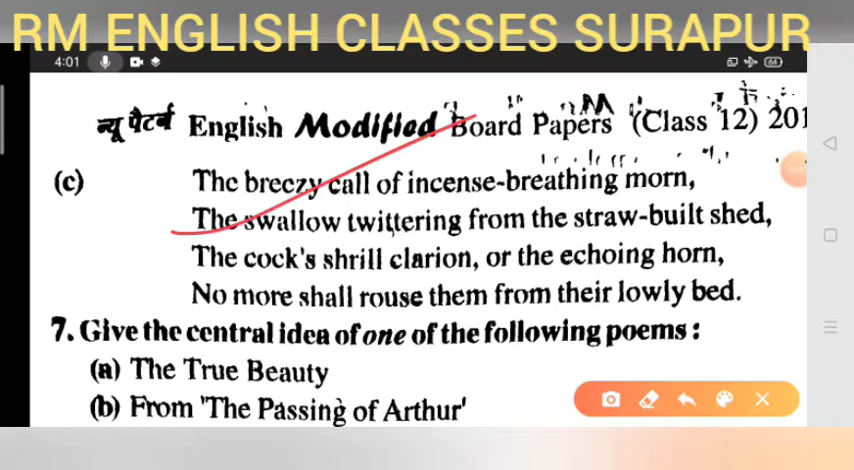 RM ENGLISH CLASSES SURAPUR
4:01
64
न्यू पैटर्न English Modified Board Papers (Class 12) 201
(c) The breezy call of incense-breathing morn,
The swallow twittering from the straw-built shed,
The cock's shrill clarion, or the echoing horn,
No more shall rouse them from their lowly bed.
7. Give the central idea of one of the following poems :
(a) The True Beauty
(b) From 'The Passing of Arthur'